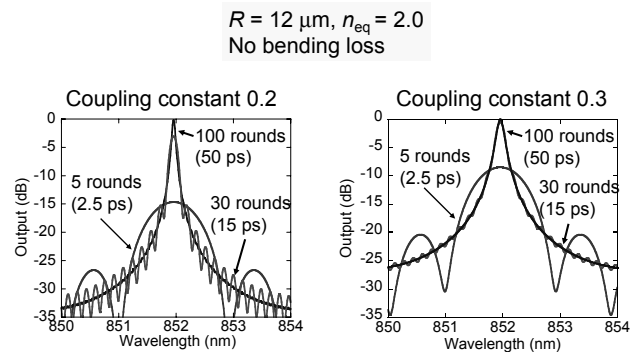 R = 12 μm, neq = 2.0
No bending loss
Coupling constant 0.2
0
-5
-10
-15
-20
-25
-30
-35
Output (dB)
100 rounds
(50 ps)
5 rounds
(2.5 ps)
30 rounds
(15 ps)
850 851 852 853 854
Wavelength (nm)
Coupling constant 0.3
0
-5
-10
-15
-20
-25
-30
-35
Output (dB)
100 rounds
(50 ps)
5 rounds
(2.5 ps)
30 rounds
(15 ps)
850 851 852 853 854
Wavelength (nm)